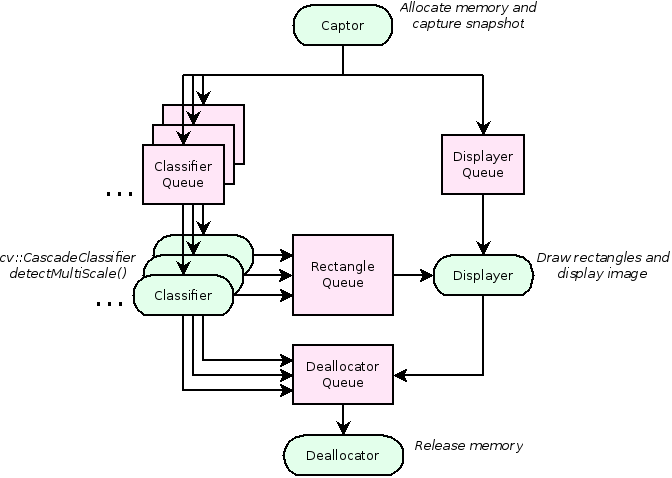 Captor
Allocate memory and
capture snapshot
Classifier
Queue
...
Displayer
Queue
cv::CascadeClassifier
detectMultiScale()
Classifier
...
Rectangle
Queue
Displayer
Draw rectangles and
display image
Deallocator
Queue
Deallocator
Release memory